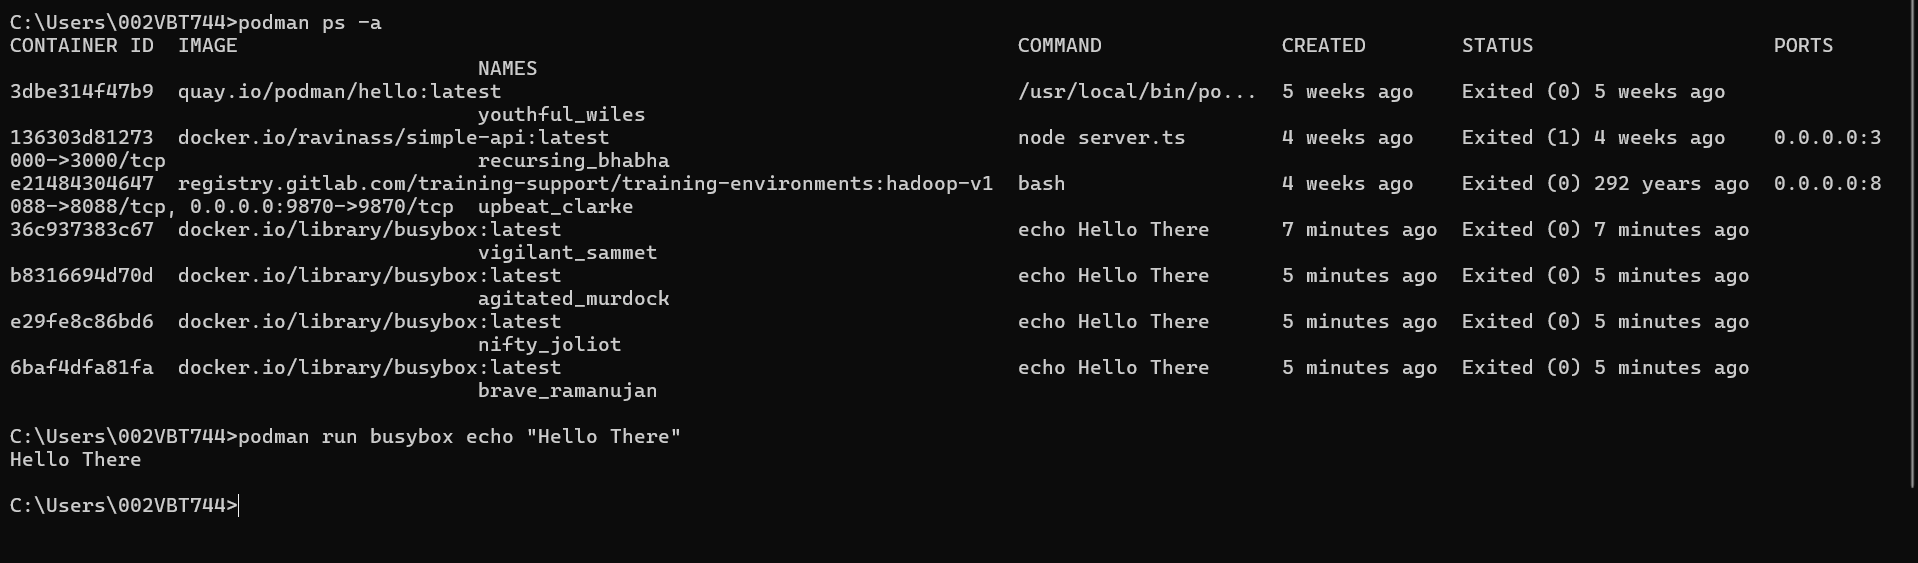 C:\Users\002VBT744>podman ps -a
CONTAINER ID  IMAGE                                                                 COMMAND               CREATED        STATUS                    PORTS
                                       NAMES
3dbe314f47b9  quay.io/podman/hello:latest                                           /usr/local/bin/po...  5 weeks ago    Exited (0) 5 weeks ago
                                       youthful_wiles
136303d81273  docker.io/ravinass/simple-api:latest                                  node server.ts        4 weeks ago    Exited (1) 4 weeks ago    0.0.0.0:3
000->3000/tcp                          recursing_bhabha
e21484304647  registry.gitlab.com/training-support/training-environments:hadoop-v1  bash                  4 weeks ago    Exited (0) 292 years ago  0.0.0.0:8
088->8088/tcp, 0.0.0.0:9870->9870/tcp  upbeat_clarke
36c937383c67  docker.io/library/busybox:latest                                      echo Hello There      7 minutes ago  Exited (0) 7 minutes ago
                                       vigilant_sammet
b8316694d70d  docker.io/library/busybox:latest                                      echo Hello There      5 minutes ago  Exited (0) 5 minutes ago
                                       agitated_murdock
e29fe8c86bd6  docker.io/library/busybox:latest                                      echo Hello There      5 minutes ago  Exited (0) 5 minutes ago
                                       nifty_joliot
6baf4dfa81fa  docker.io/library/busybox:latest                                      echo Hello There      5 minutes ago  Exited (0) 5 minutes ago
                                       brave_ramanujan
C:\Users\002VBT744>podman run busybox echo "Hello There"
Hello There
C:\Users\002VBT744>